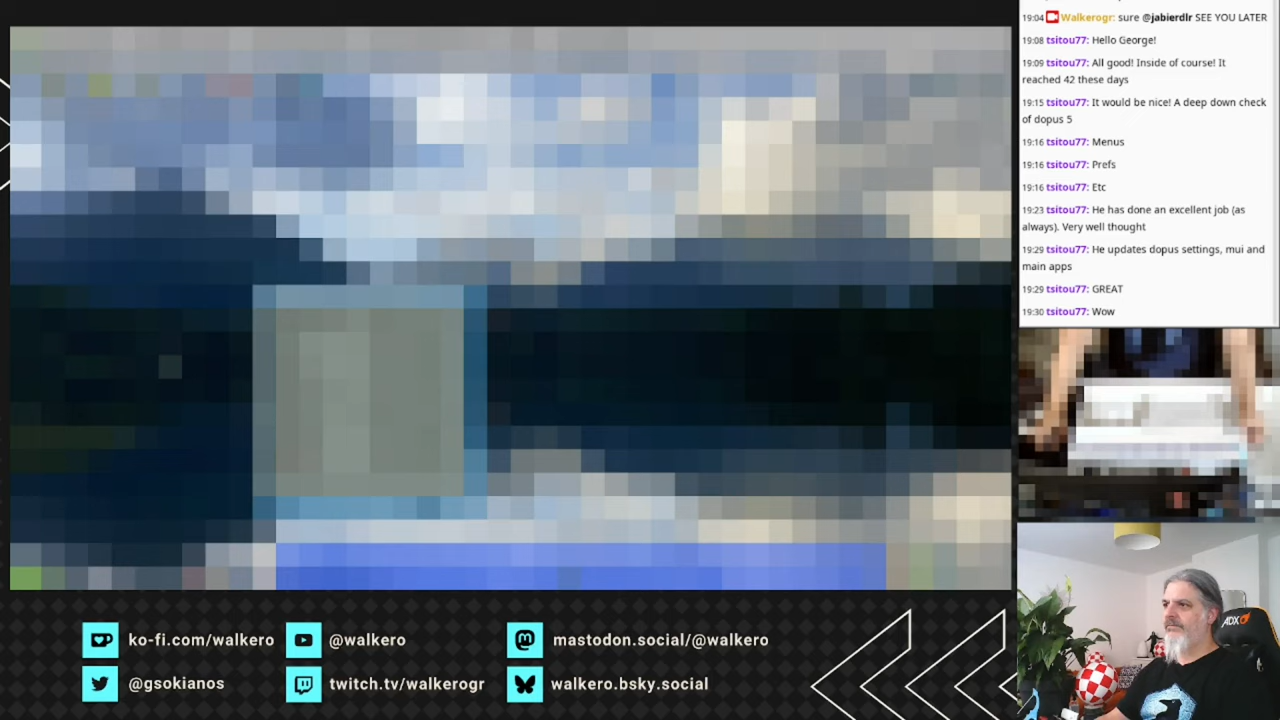 19:04 Walkerogr: sure @jabierdlr SEE YOU LATER
19:08 tsitou77: Hello George!
19:09 tsitou77: All good! Inside of course! It
reached 42 these days
19:15 tsitou77: It would be nice! A deep down check
of dopus 5
19:16 tsitou77: Menus
19:16 tsitou77: Prefs
19:16 tsitou77: Etc
19:23 tsitou77: He has done an excellent job (as
always). Very well thought
19:29 tsitou77: He updates dopus settings, mui and
main apps
19:29 tsitou77: GREAT
19:30 tsitou77: Wow
ADX
ko-fi.com/walkero
@walkero
mastodon.social/@walkero
@gsokianos
twitch.tv/walkerogr
walkero.bsky.social